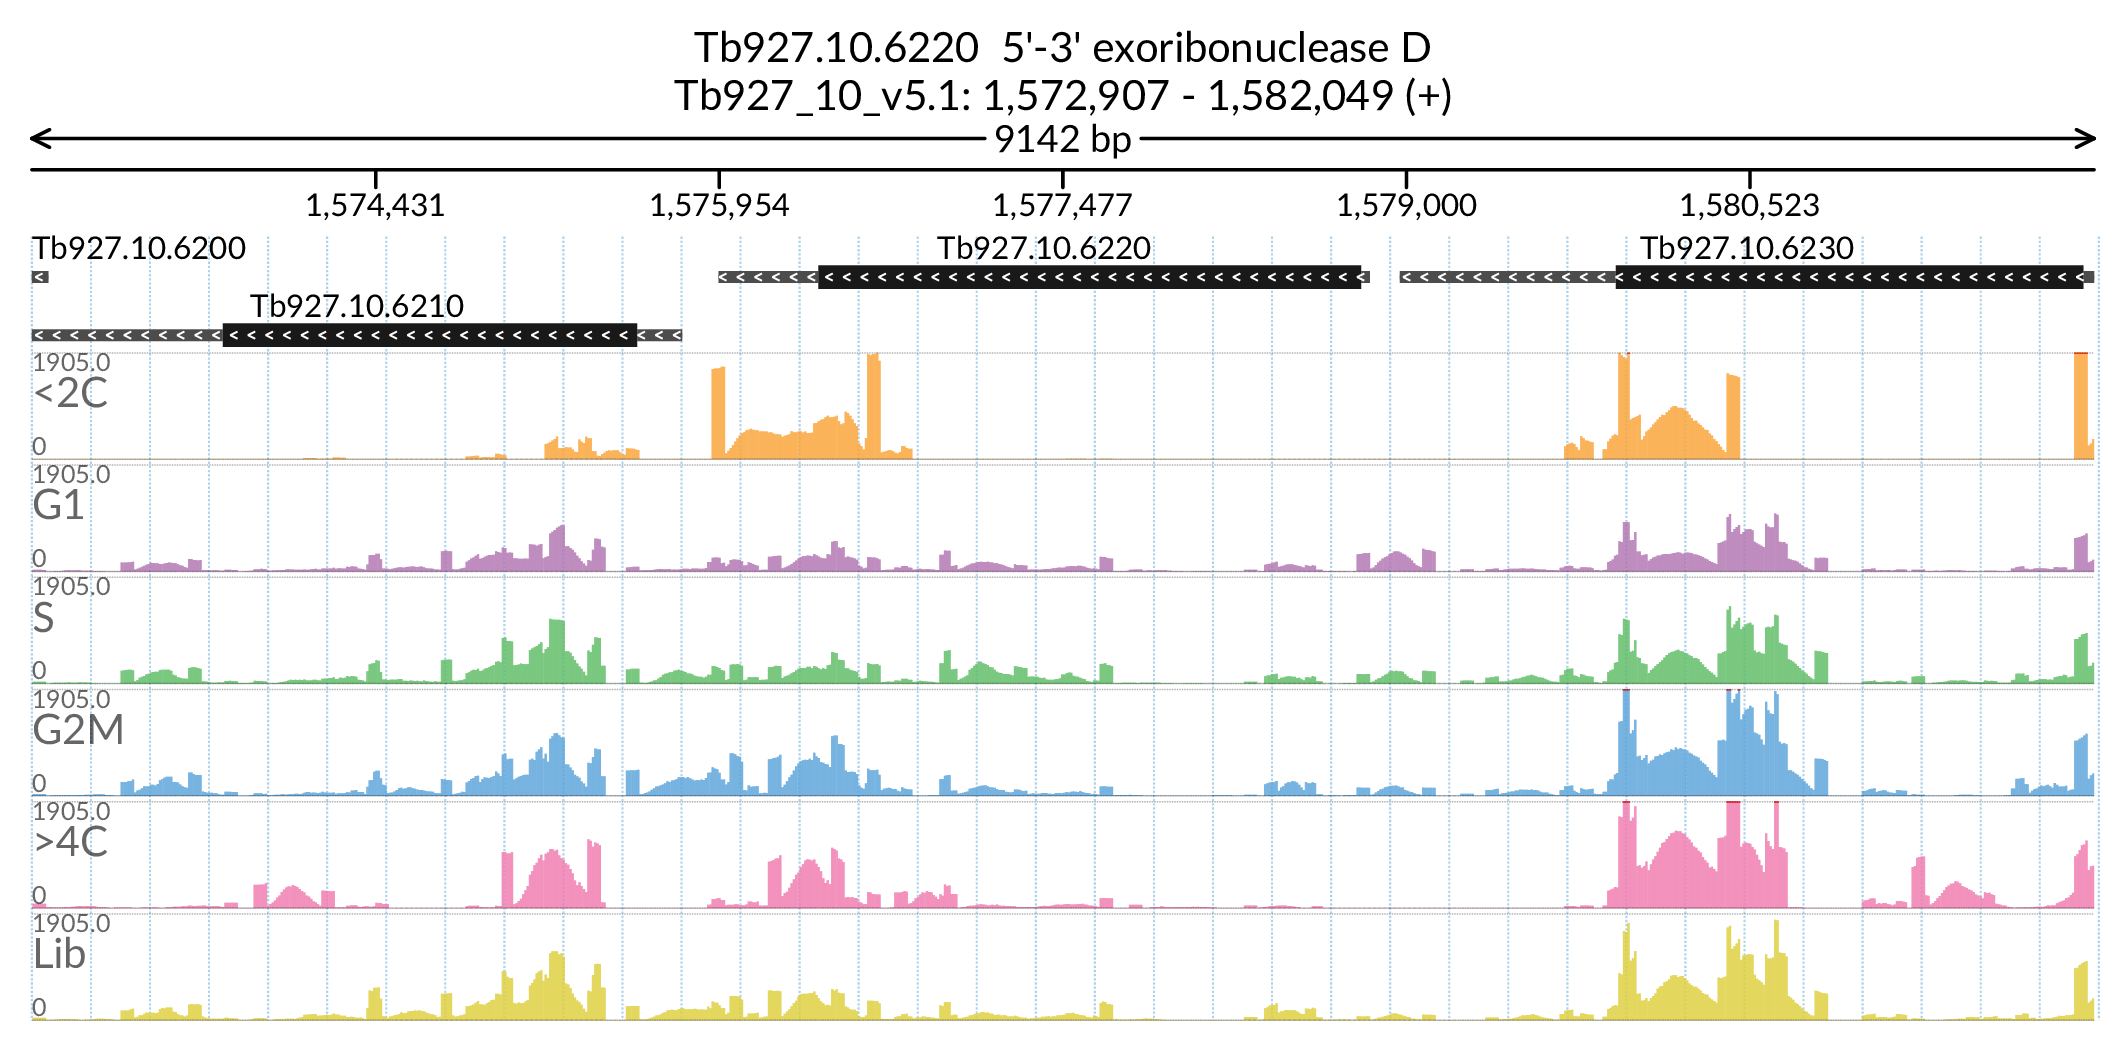 Tb927.10.6220  5'-3' exoribonuclease D
Tb927_10_v5.1: 1,572,907 - 1,582,049 (+)
9142 bp
1,574,431 1,575,954 1,577,477 1,579,000 1,580,523
Tb927.10.6200 Tb927.10.6220 Tb927.10.6230
Tb927.10.6210
1905.0
<2C
0
1905.0
G1
0
1905.0
S
0
1905.0
G2M
0
1905.0
>4C
0
1905.0
Lib
0